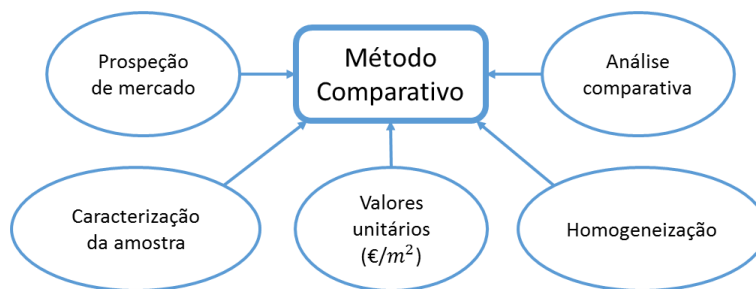 Prospeção
de mercado
Método
Comparativo
Análise
comparativa
Caracterização
da amostra
Valores
unitários
(€/m²)
Homogeneização